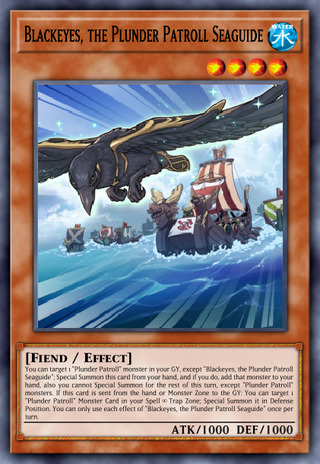 Blackeyes, the Plunder Patroll Seaguide
WATER
水
[Fiend / Effect]
You can target 1 "Plunder Patroll" monster in your GY, except "Blackeyes, the Plunder Patroll
Seaguide"; Special Summon this card from your hand, and if you do, add that monster to your
hand, also you cannot Special Summon for the rest of this turn, except "Plunder Patroll"
monsters. If this card is sent from the hand or Monster Zone to the GY: You can target 1
"Plunder Patroll" Monster Card in your Spell & Trap Zone; Special Summon it in Defense
Position. You can only use each effect of "Blackeyes, the Plunder Patroll Seaguide" once per
turn.
ATK/1000 DEF/1000